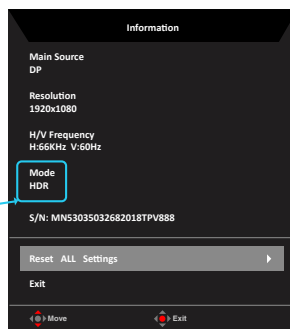 Information
Main Source
DP
Resolution
1920x1080
H/V Frequency
H:66KHz V:60Hz
Mode
HDR
S/N: MN53035032682018TPV888
Reset ALL Settings
Exit
Move Exit